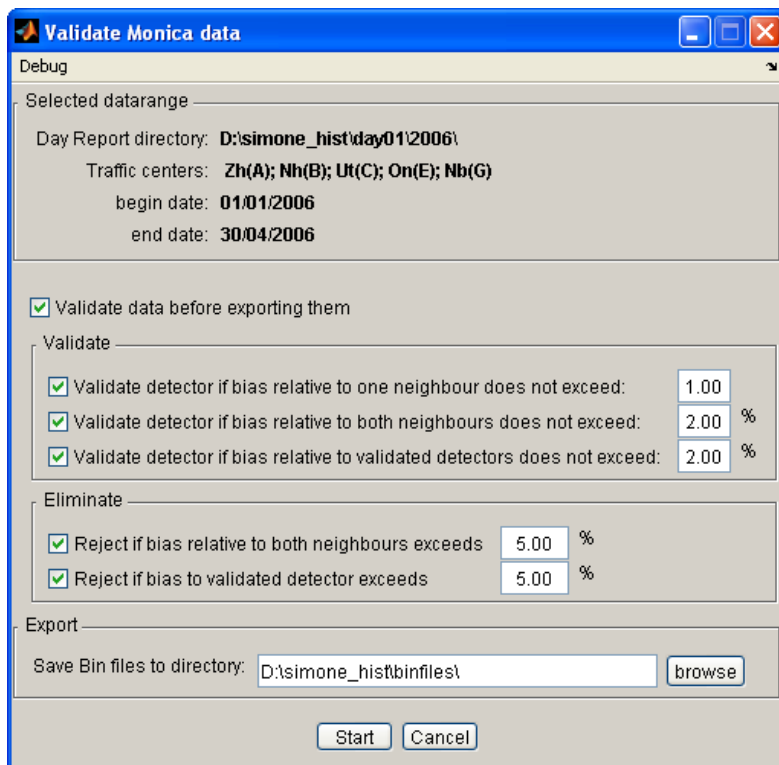 Validate Monica data
Debug
Selected datarange
Day Report directory: D:\simone_hist\day01\2006\
Traffic centers: Zh(A); Nh(B); Ut(C); On(E); Nb(G)
begin date: 01/01/2006
end date: 30/04/2006
Validate data before exporting them
Validate
Validate detector if bias relative to one neighbour does not exceed: 1.00
Validate detector if bias relative to both neighbours does not exceed: 2.00 %
Validate detector if bias relative to validated detectors does not exceed: 2.00 %
Eliminate
Reject if bias relative to both neighbours exceeds 5.00 %
Reject if bias to validated detector exceeds 5.00 %
Export
Save Bin files to directory: D:\simone_hist\binfiles\ browse
Start Cancel